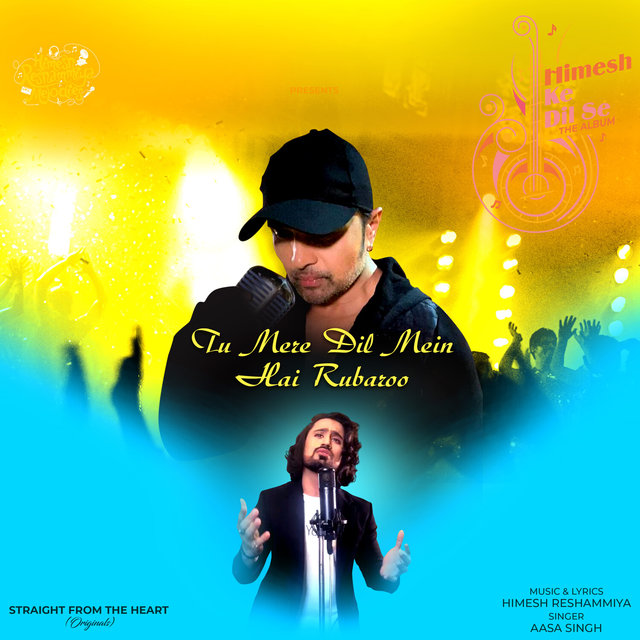 Himesh
Ke
Dil Se
THE ALBUM
PRESENTS
Tu Mere Dil Mein
Hai Rubaroo
STRAIGHT FROM THE HEART
(Originals)
MUSIC & LYRICS
HIMESH RESHAMMIYA
SINGER
AASA SINGH